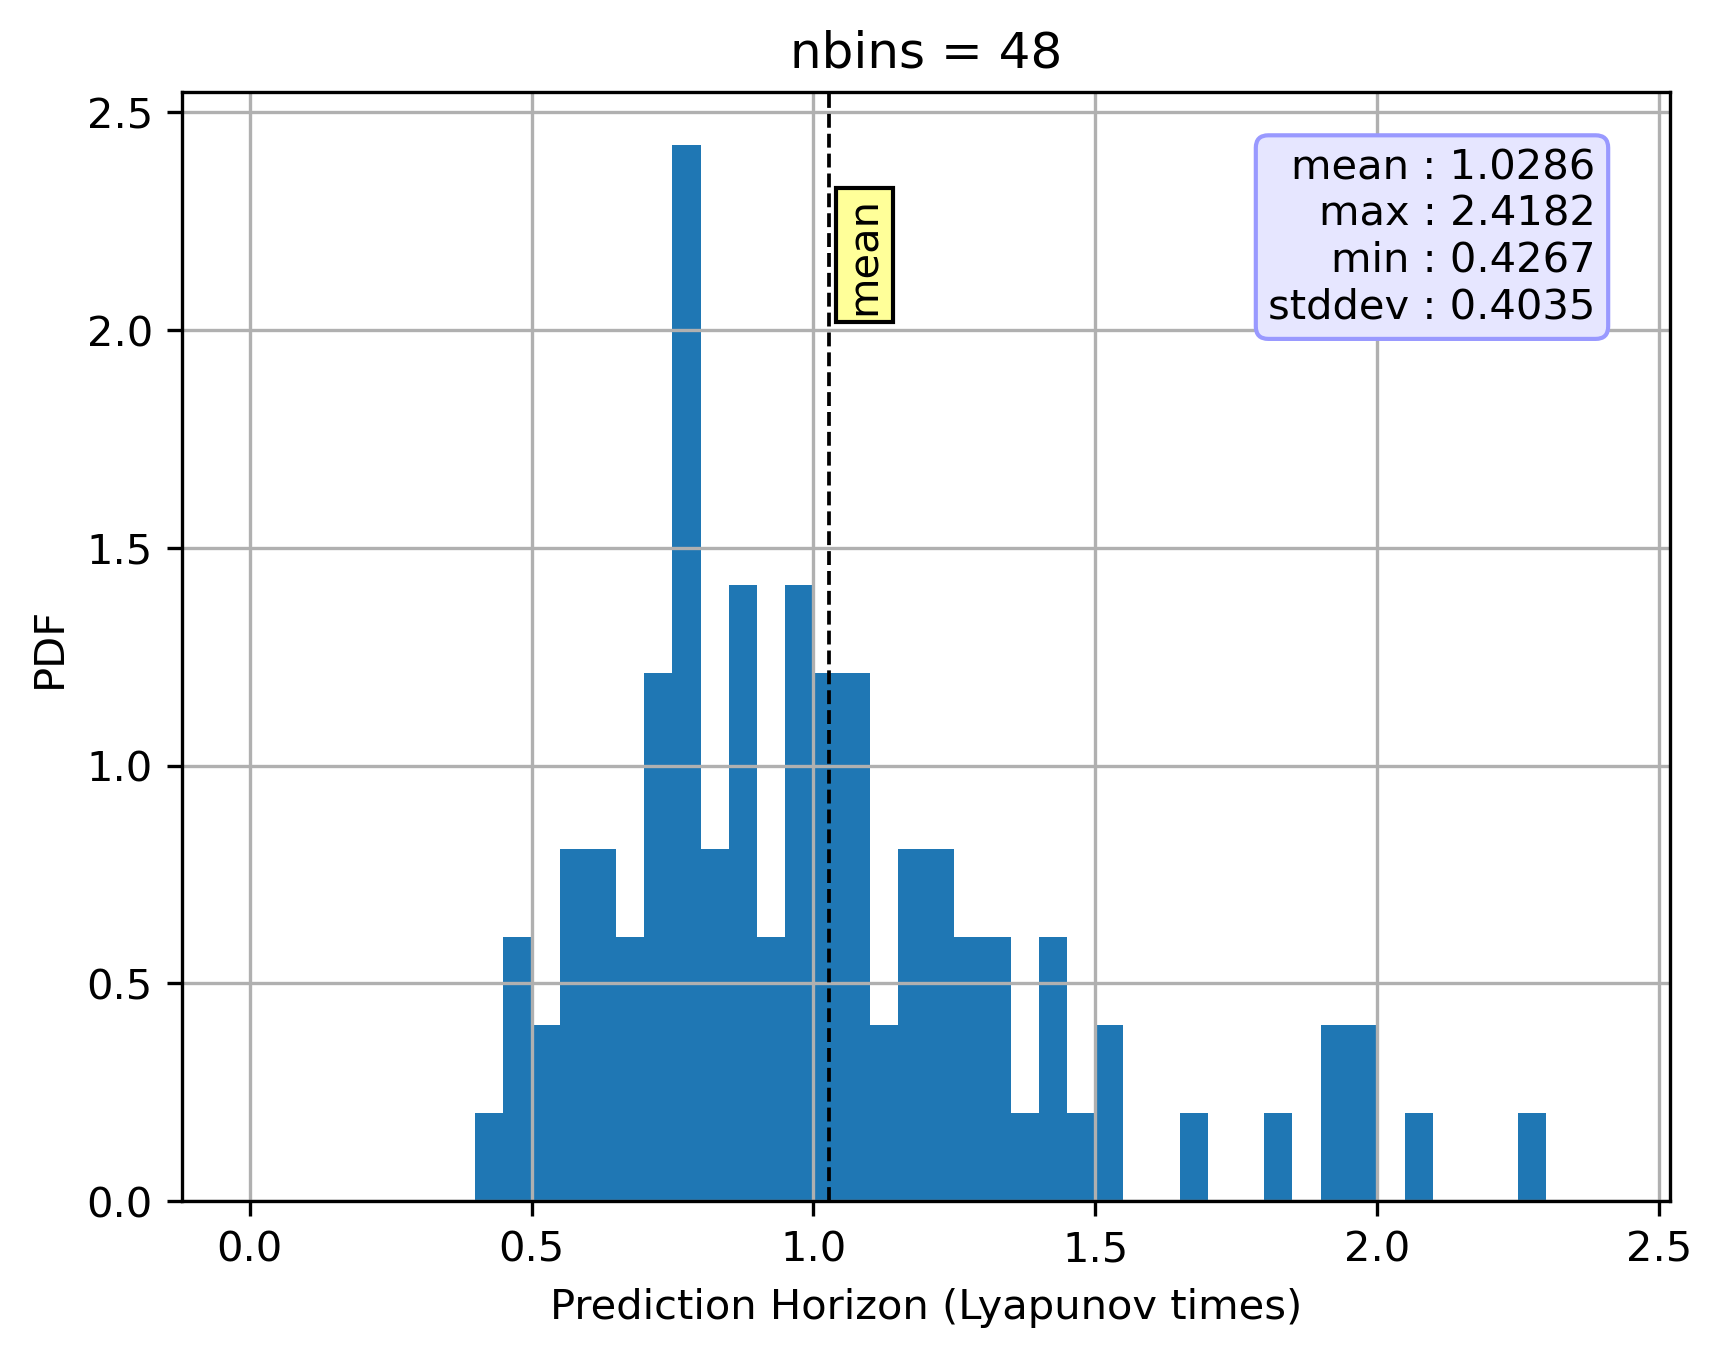 nbins = 48
2.5
2.0
1.5
1.0
0.5
0.0
PDF
mean
mean : 1.0286
max : 2.4182
min : 0.4267
stddev : 0.4035
0.0 0.5 1.0 1.5 2.0 2.5
Prediction Horizon (Lyapunov times)